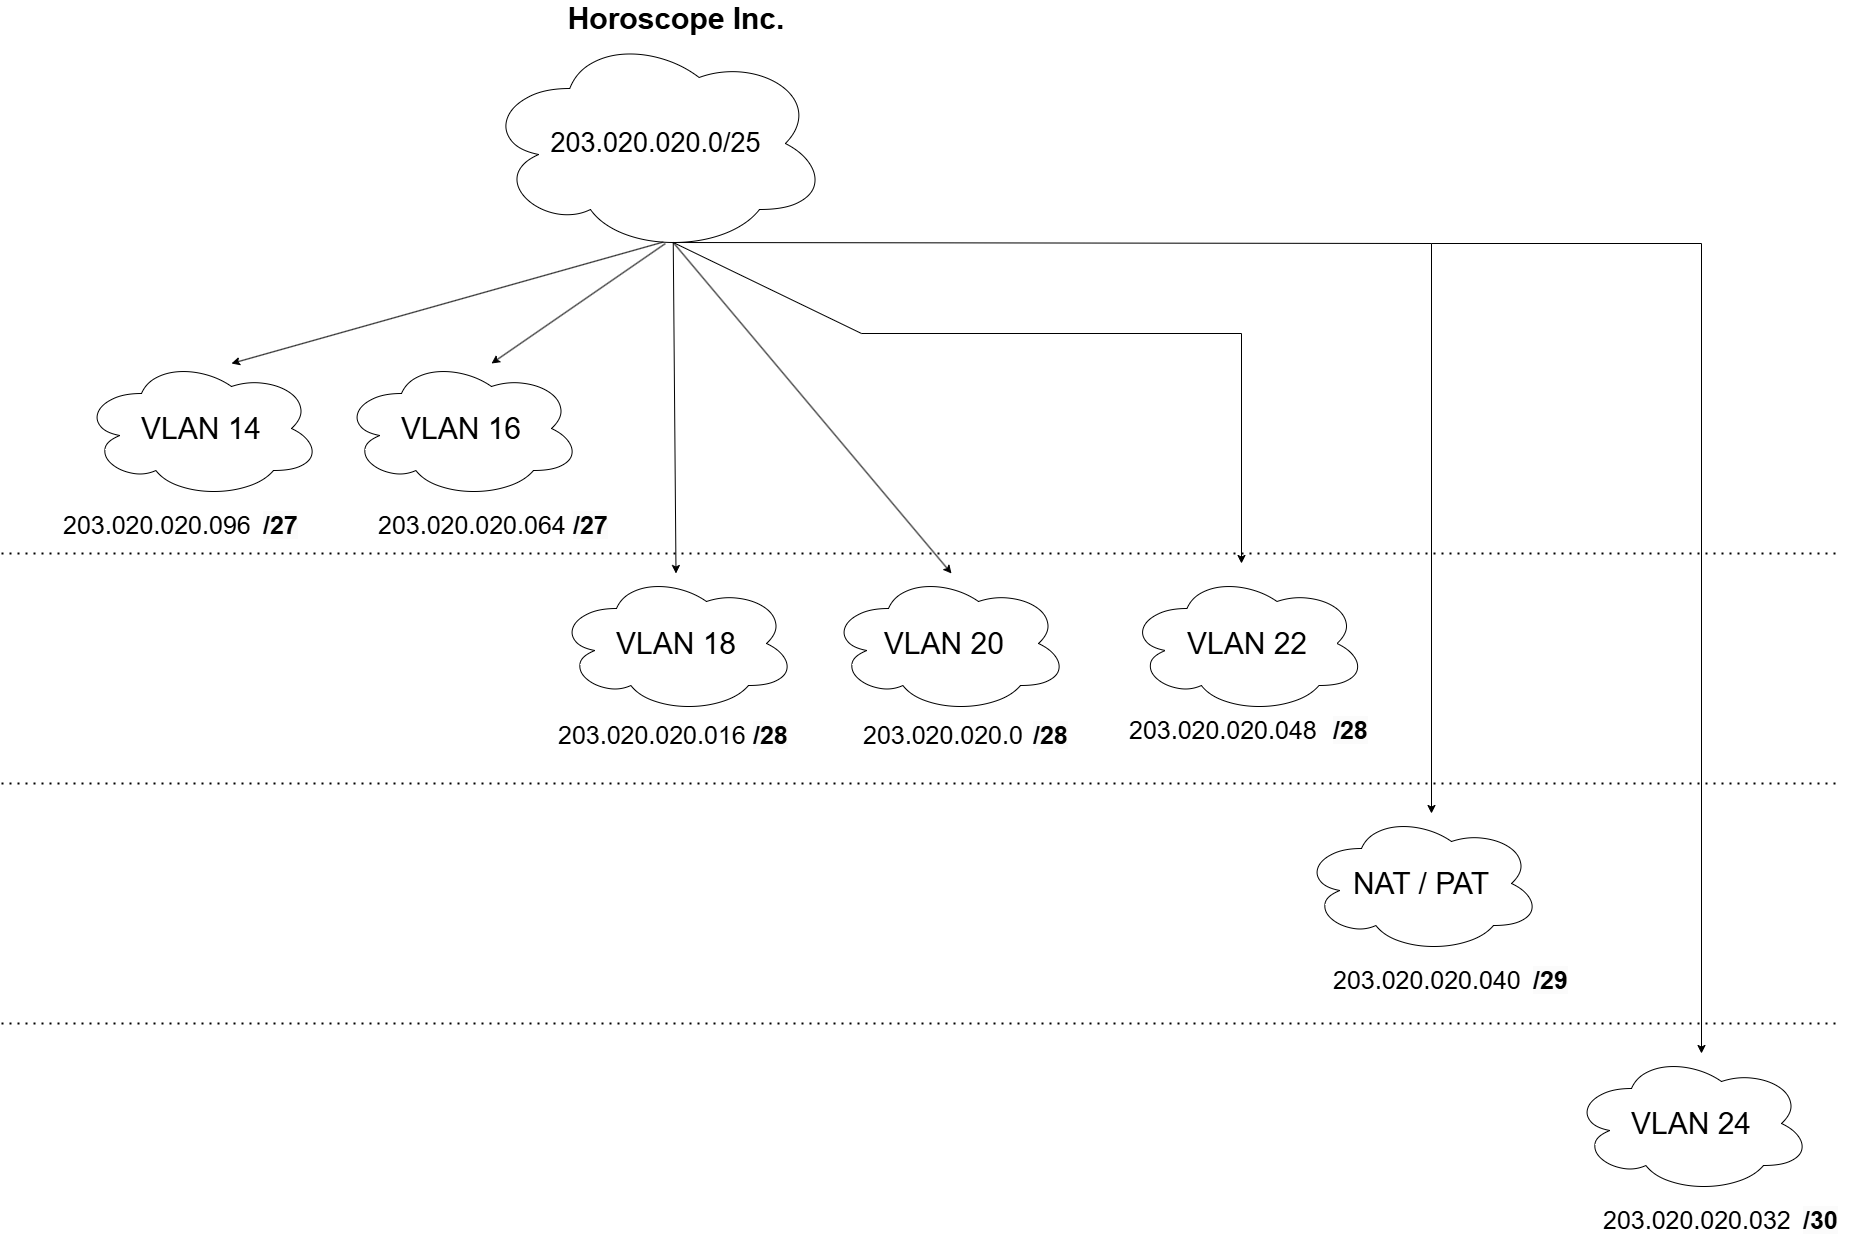 Horoscope Inc.
203.020.020.0/25
VLAN 14
VLAN 16
203.020.020.096 /27
203.020.020.064 /27
VLAN 18
VLAN 20
VLAN 22
203.020.020.016 /28
203.020.020.0 /28
203.020.020.048 /28
NAT / PAT
203.020.020.040 /29
VLAN 24
203.020.020.032 /30